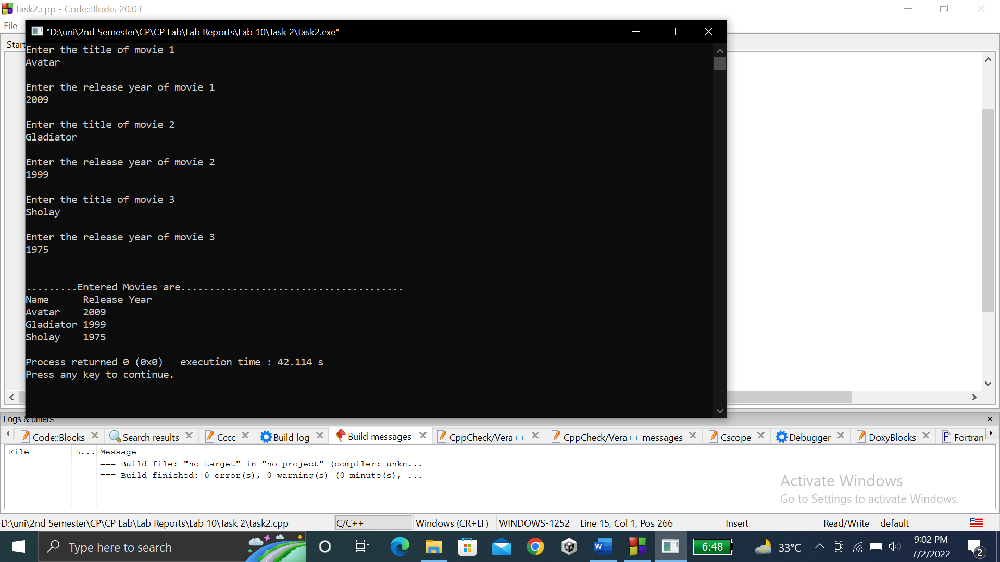 task2.cpp - Code::Blocks 20.03
File
"D:\uni\2nd Semester\CP\CP Lab\Lab Reports\Lab 10\Task 2\task2.exe"
Start
Enter the title of movie 1
Avatar
Enter the release year of movie 1
2009
Enter the title of movie 2
Gladiator
Enter the release year of movie 2
1999
Enter the title of movie 3
Sholay
Enter the release year of movie 3
1975
.........Entered Movies are.......................................
Name      Release Year
Avatar    2009
Gladiator 1999
Sholay    1975
Process returned 0 (0x0)   execution time : 42.114 s
Press any key to continue.
Logs & others
Code::Blocks Search results Cccc Build log Build messages CppCheck/Vera++ CppCheck/Vera++ messages Cscope Debugger DoxyBlocks Fortran
File L... Message
=== Build file: "no target" in "no project" (compiler: unkn...
=== Build finished: 0 error(s), 0 warning(s) (0 minute(s), ...
Activate Windows
Go to Settings to activate Windows.
D:\uni\2nd Semester\CP\CP Lab\Lab Reports\Lab 10\Task 2\task2.cpp C/C++ Windows (CR+LF) WINDOWS-1252 Line 15, Col 1, Pos 266 Insert Read/Write default
Type here to search 6:48 33°C 9:02 PM
7/2/2022 2